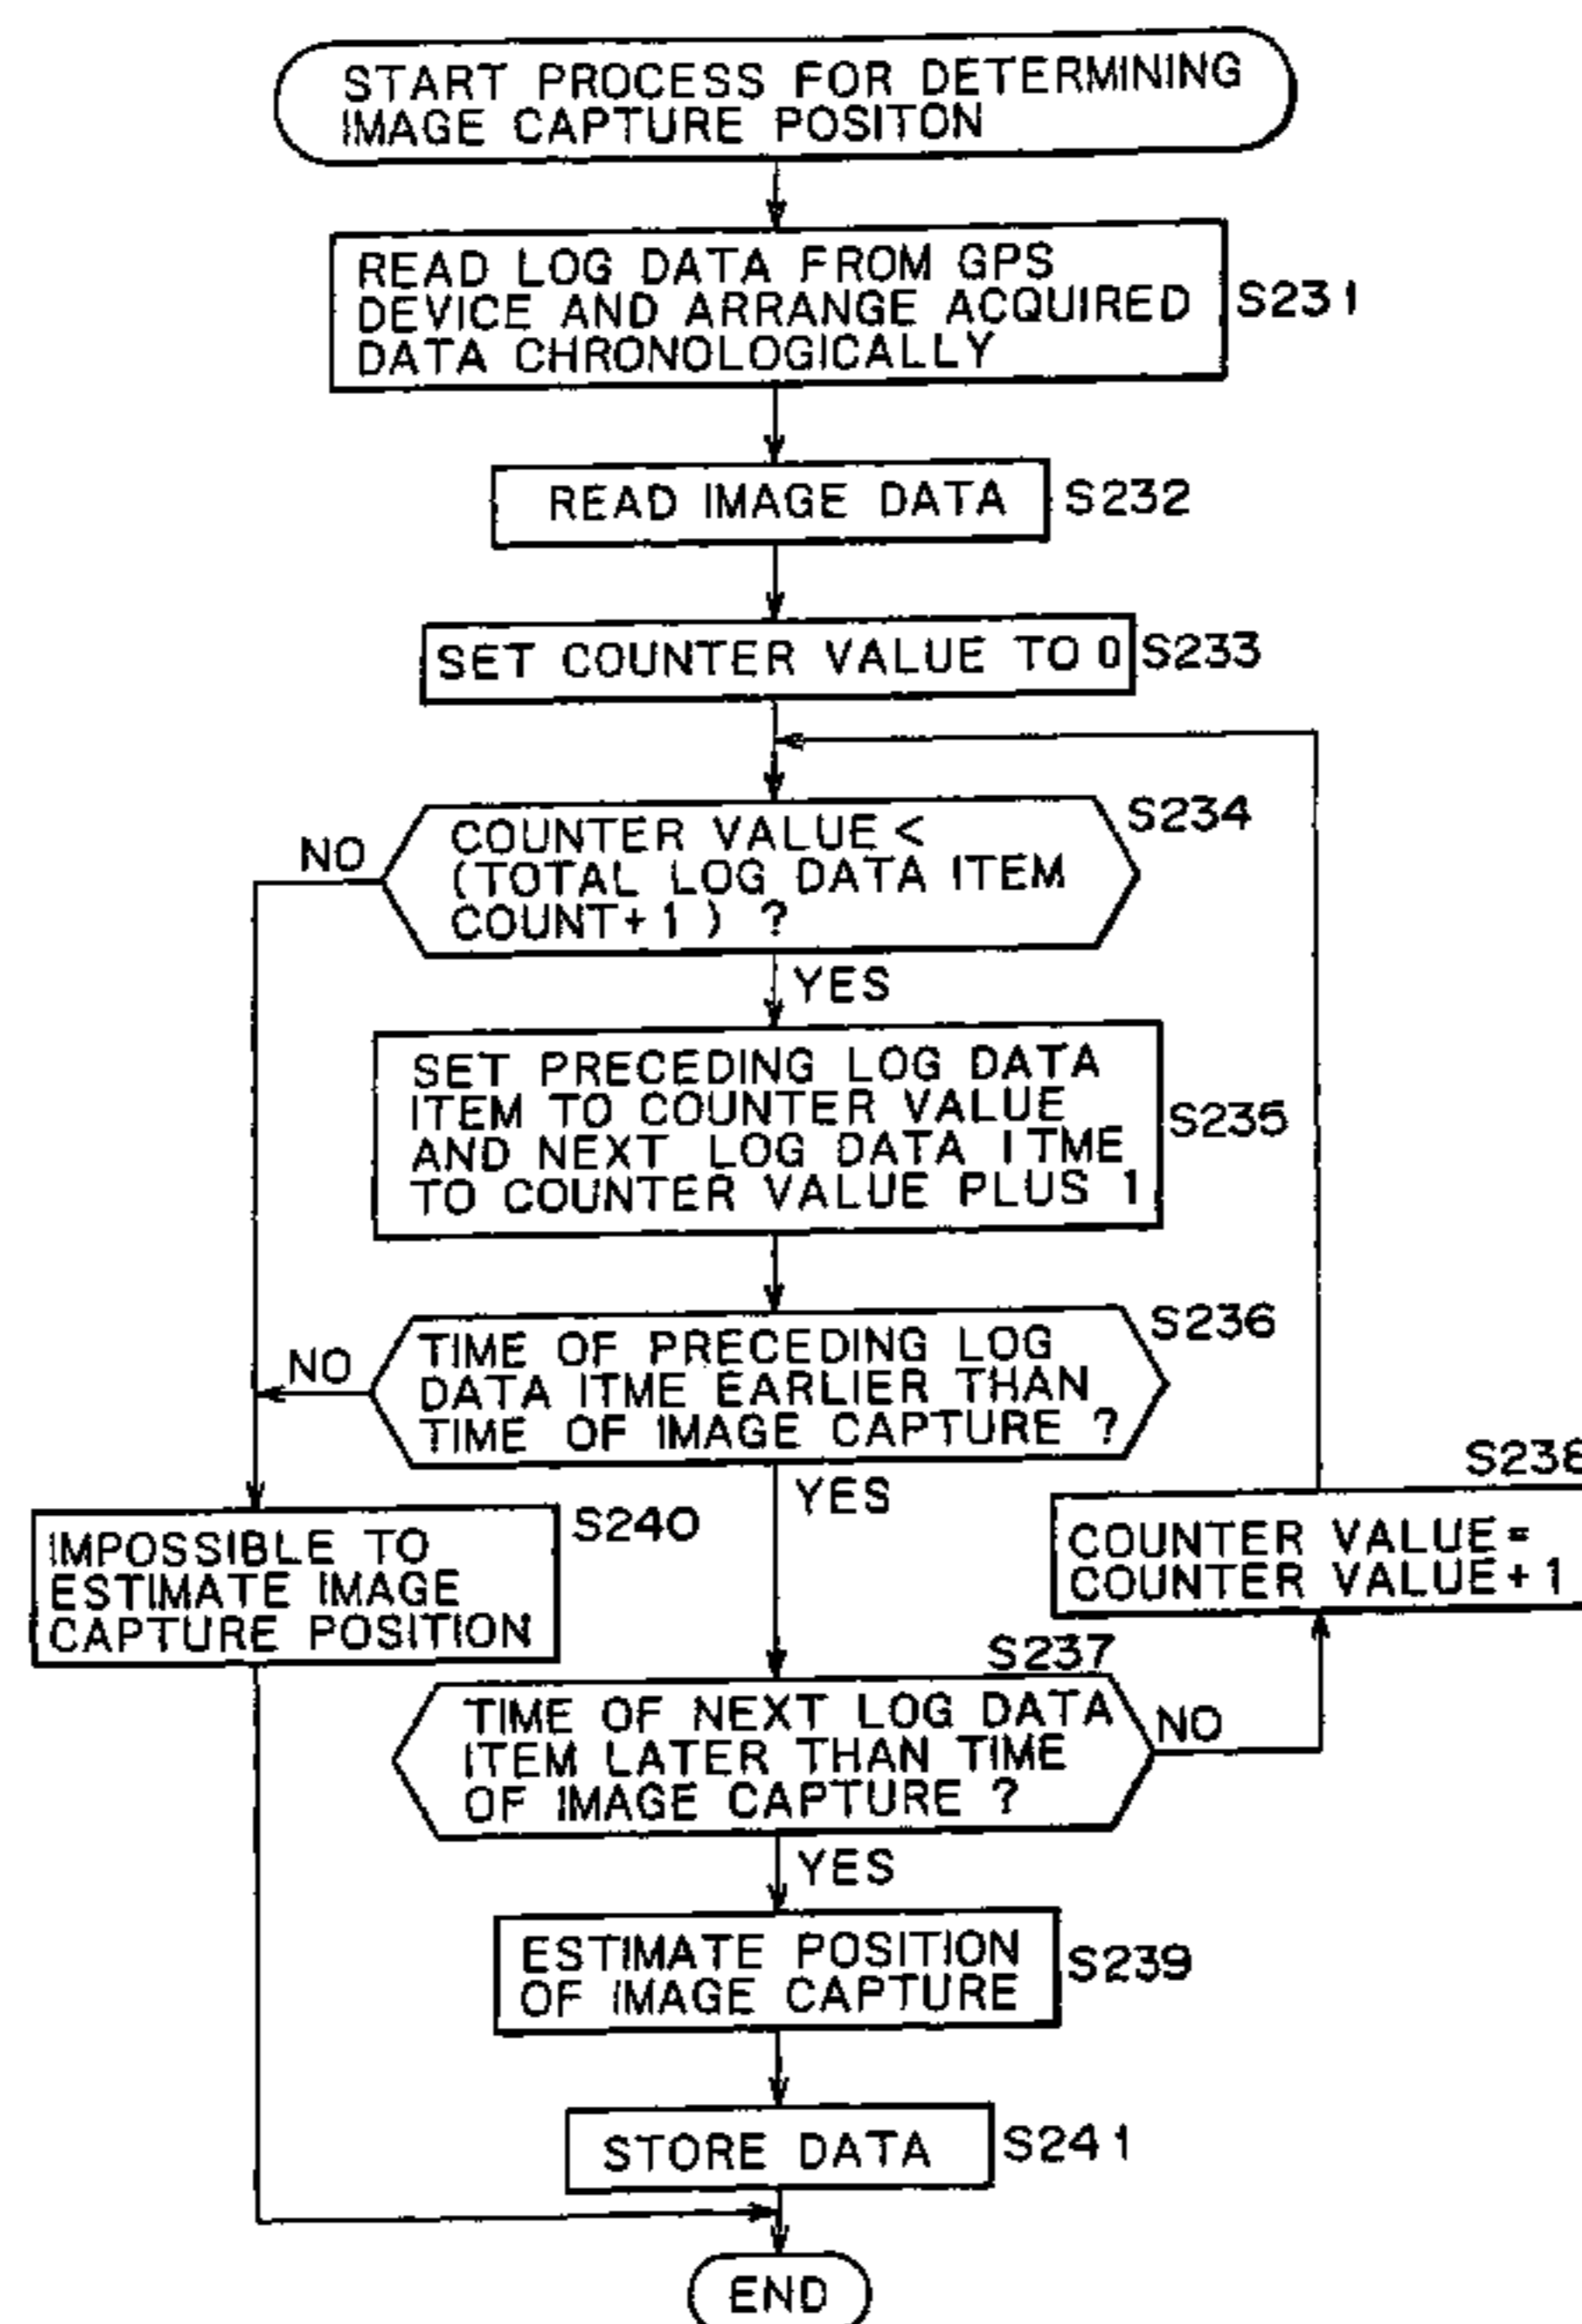 START PROCESS FOR DETERMINING
IMAGE CAPTURE POSITON
READ LOG DATA FROM GPS
DEVICE AND ARRANGE ACQUIRED
DATA CHRONOLOGICALLY
S231
READ IMAGE DATA
S232
SET COUNTER VALUE TO 0
S233
S234
COUNTER VALUE <
(TOTAL LOG DATA ITEM
COUNT+1) ?
NO
YES
SET PRECEDING LOG DATA
ITEM TO COUNTER VALUE
AND NEXT LOG DATA ITME
TO COUNTER VALUE PLUS 1
S235
S236
TIME OF PRECEDING LOG
DATA ITME EARLIER THAN
TIME OF IMAGE CAPTURE ?
NO
YES
S238
COUNTER VALUE=
COUNTER VALUE+1
S240
IMPOSSIBLE TO
ESTIMATE IMAGE
CAPTURE POSITION
S237
TIME OF NEXT LOG DATA
ITEM LATER THAN TIME
OF IMAGE CAPTURE ?
NO
YES
ESTIMATE POSITION
OF IMAGE CAPTURE
S239
STORE DATA
S241
END